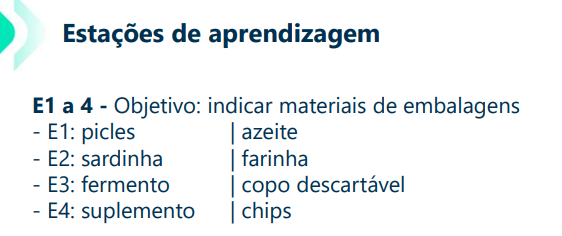 Estações de aprendizagem
E1 a 4 - Objetivo: indicar materiais de embalagens
- E1: picles | azeite
- E2: sardinha | farinha
- E3: fermento | copo descartável
- E4: suplemento | chips